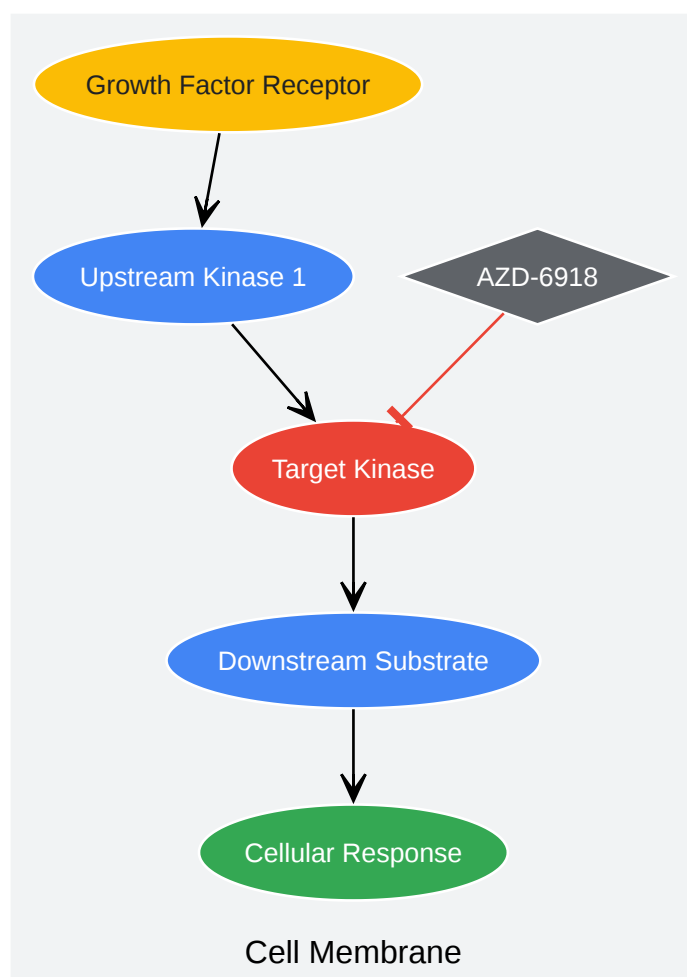 Growth Factor Receptor
Upstream Kinase 1
AZD-6918
Target Kinase
Downstream Substrate
Cellular Response
Cell Membrane